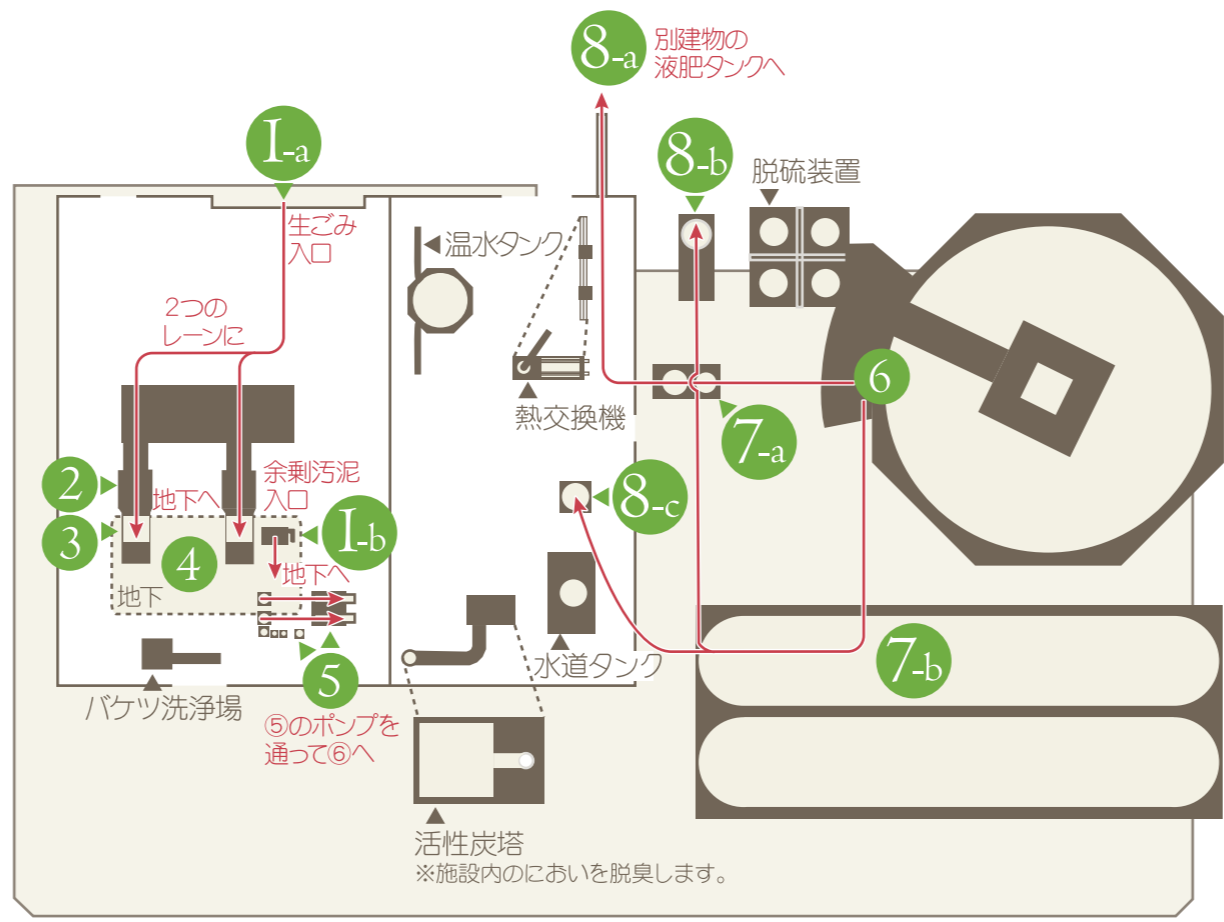 8-a
別建物の
液肥タンクへ
1-a
8-b
脱硫装置
生ごみ
入口
温水タンク
2つの
レーンに
6
熱交換機
7-a
2
地下へ
余剰汚泥
入口
8-c
3
4
1-b
地下へ
地下
5
水道タンク
7-b
バケツ洗浄場
⑤のポンプを
通って⑥へ
活性炭塔
※施設内のにおいを脱臭します。